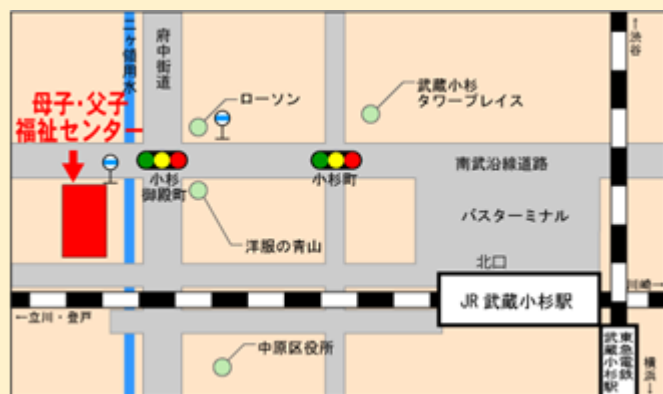 二ヶ領用水
府中街道
←渋谷
母子・父子
福祉センター
ローソン
武蔵小杉
タワープレイス
小杉
御殿町
小杉町
南武沿線道路
洋服の青山
バスターミナル
北口
JR 武蔵小杉駅
川崎→
←立川・登戸
中原区役所
東急電鉄
武蔵小杉駅
横浜→